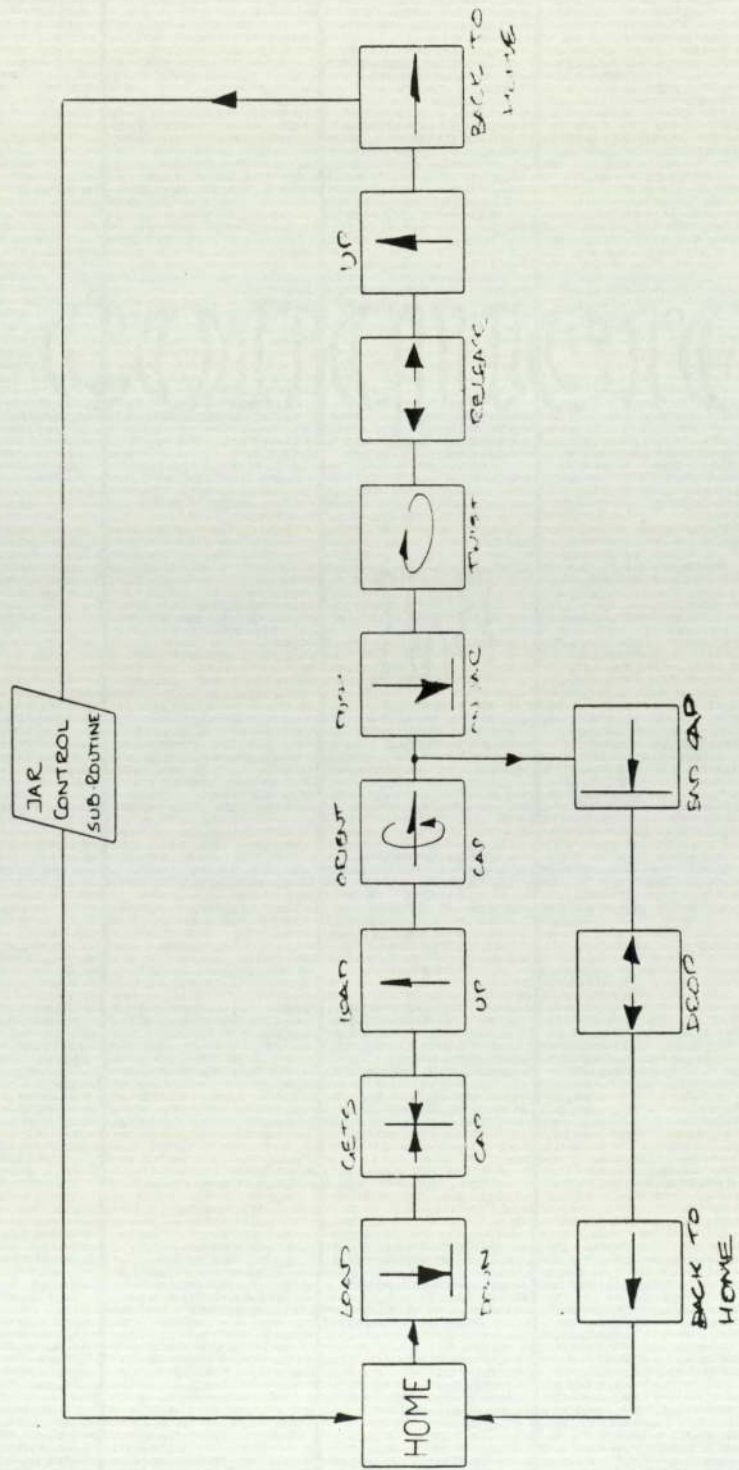 JAR
CONTROL
SUB-ROUTINE
HOME
LOAD
DOWN
GETS
CAP
LOAD
UP
ORIENT
CAP
TWIST
RELEASE
UP
BACK TO
HOME
BAD CAP
DROP
BACK TO
HOME